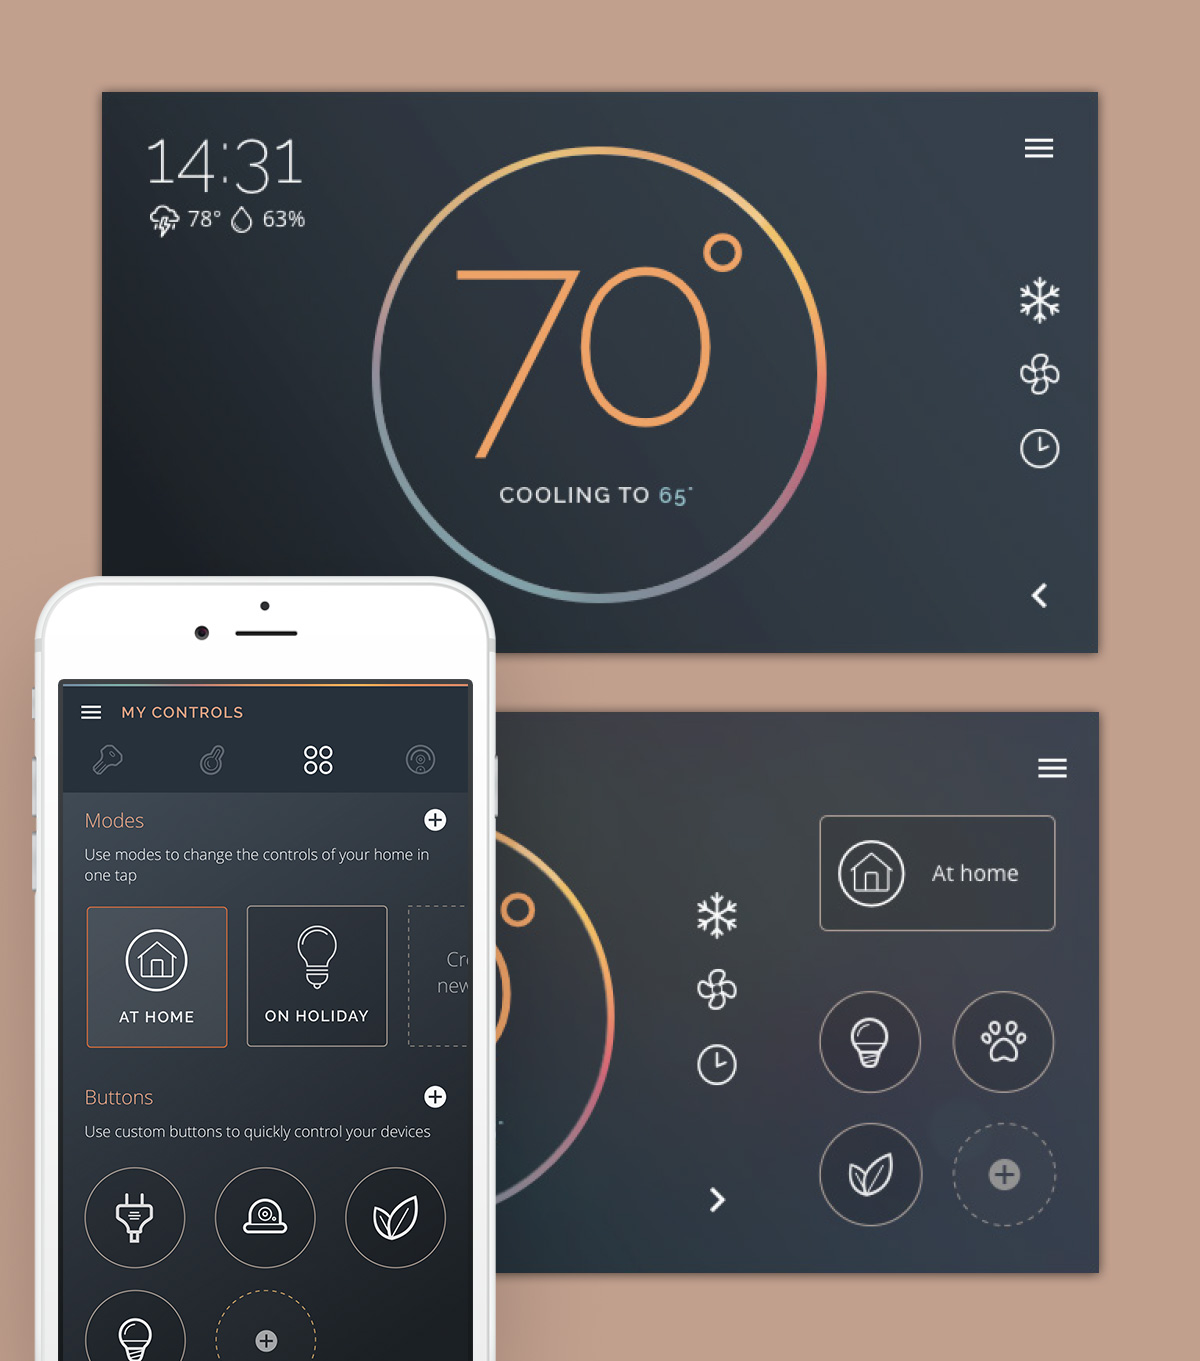 14:31
78° 63%
70°
COOLING TO 65°
MY CONTROLS
Modes
Use modes to change the controls of your home in
one tap
AT HOME
ON HOLIDAY
new
Buttons
Use custom buttons to quickly control your devices
At home